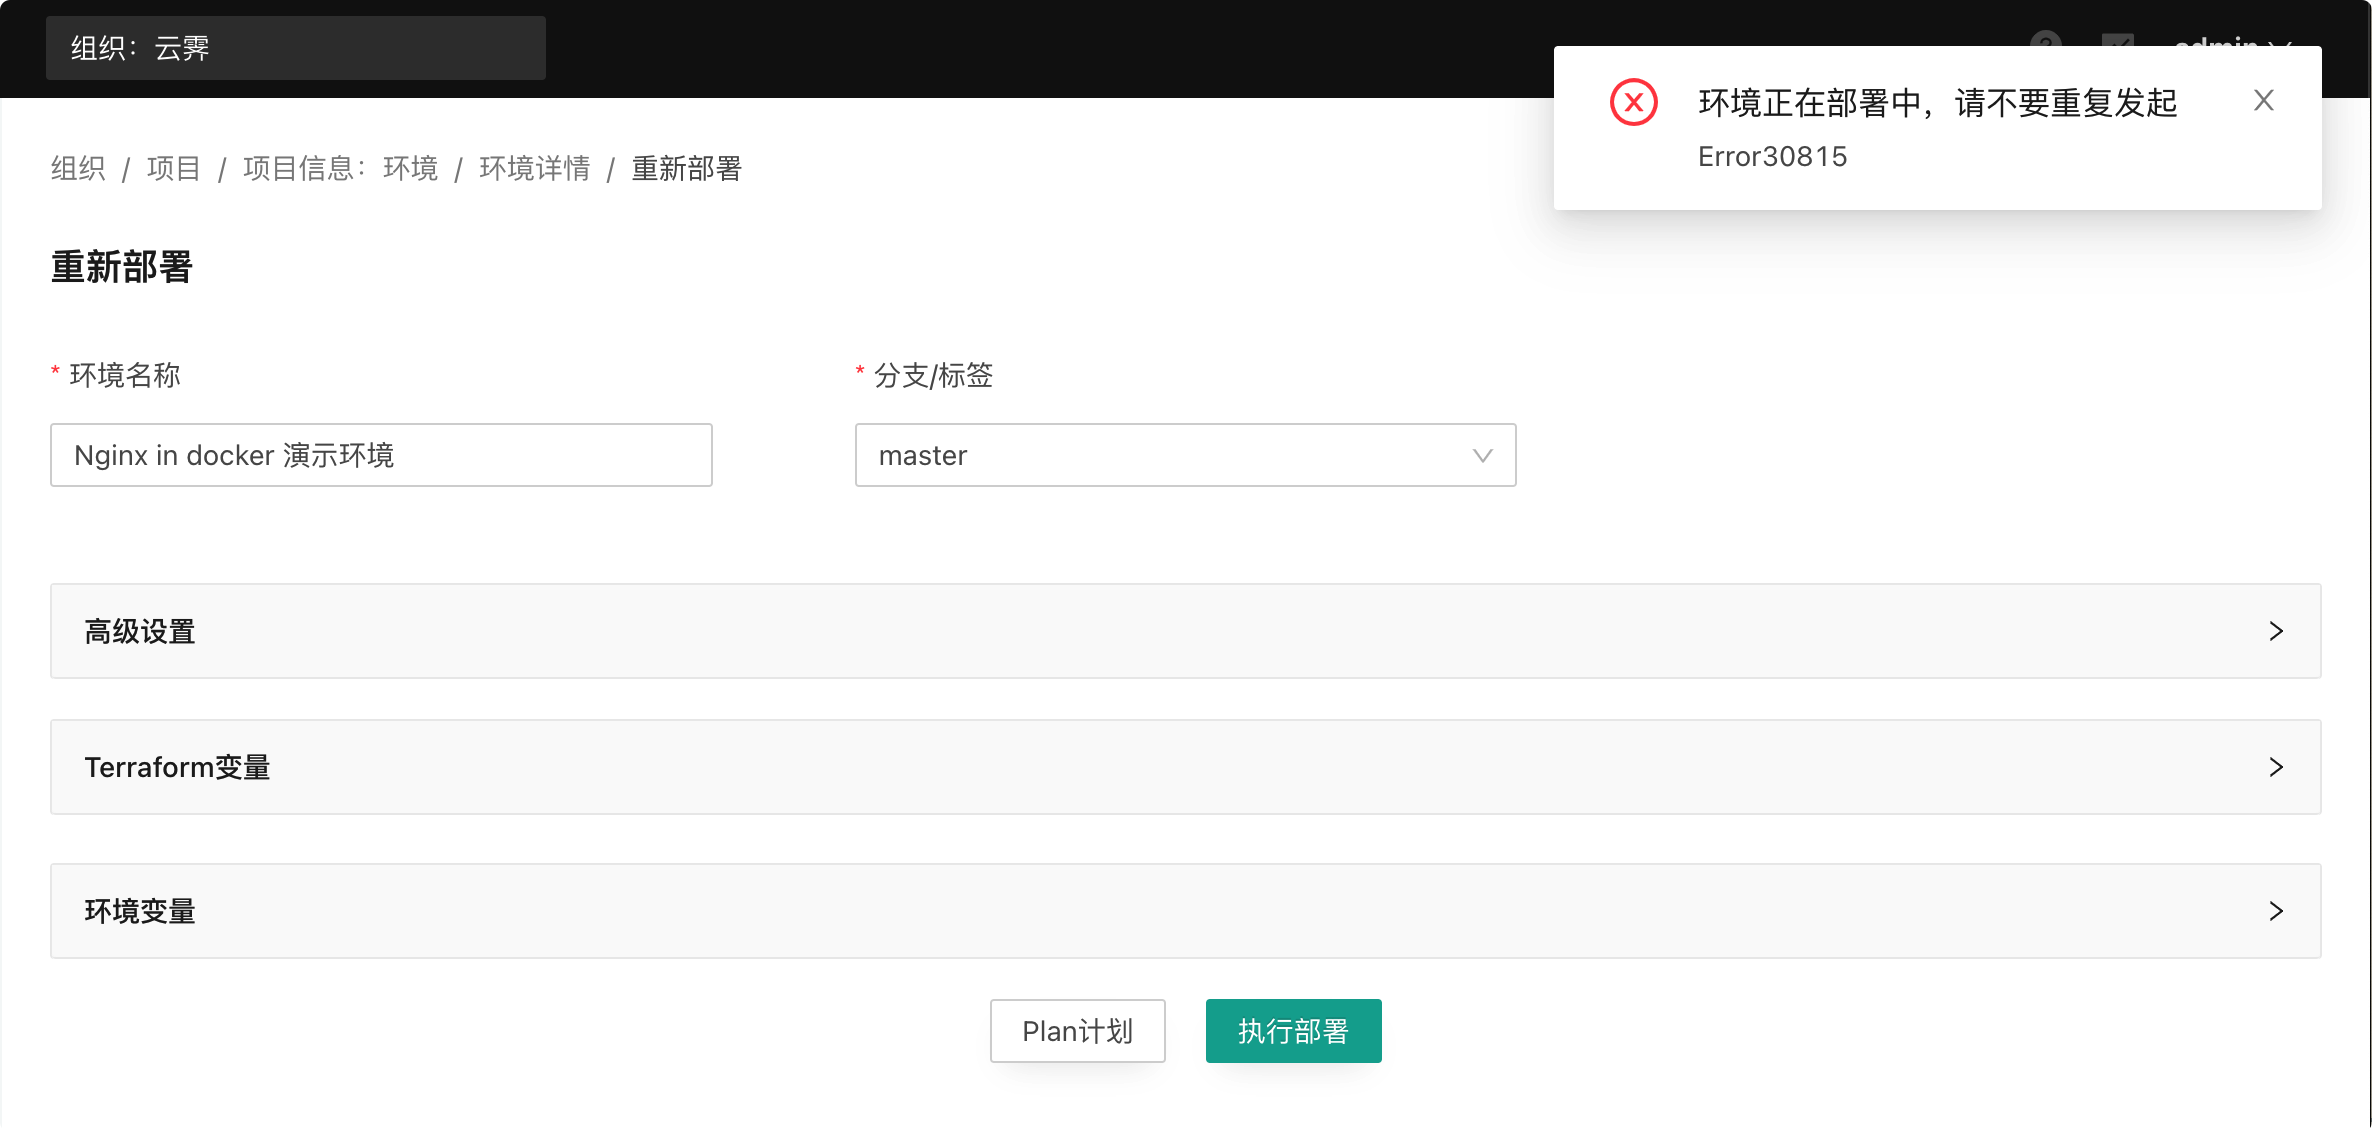 组织：云霁
admin
环境正在部署中，请不要重复发起
Error30815
组织 / 项目 / 项目信息：环境 / 环境详情 / 重新部署
重新部署
* 环境名称
* 分支/标签
Nginx in docker 演示环境
master
高级设置
Terraform变量
环境变量
Plan计划
执行部署